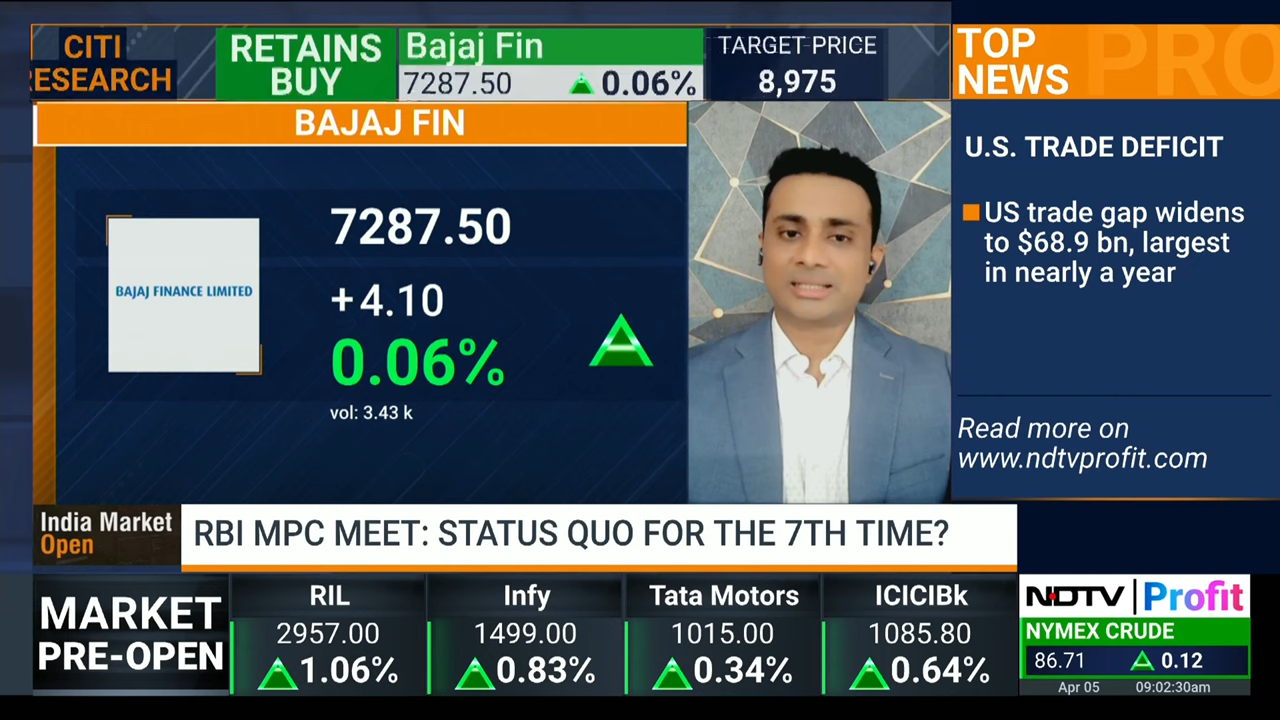 CITI
RESEARCH
RETAINS
BUY
Bajaj Fin
7287.50 0.06%
TARGET PRICE
8,975
TOP
NEWS
PRO
BAJAJ FIN
BAJAJ FINANCE LIMITED
7287.50
+4.10
0.06%
vol: 3.43 k
U.S. TRADE DEFICIT
US trade gap widens
to $68.9 bn, largest
in nearly a year
Read more on
www.ndtvprofit.com
India Market
Open
RBI MPC MEET: STATUS QUO FOR THE 7TH TIME?
MARKET
PRE-OPEN
RIL
2957.00
1.06%
Infy
1499.00
0.83%
Tata Motors
1015.00
0.34%
ICICIBk
1085.80
0.64%
NDTV Profit
NYMEX CRUDE
86.71 0.12
Apr 05 09:02:30am